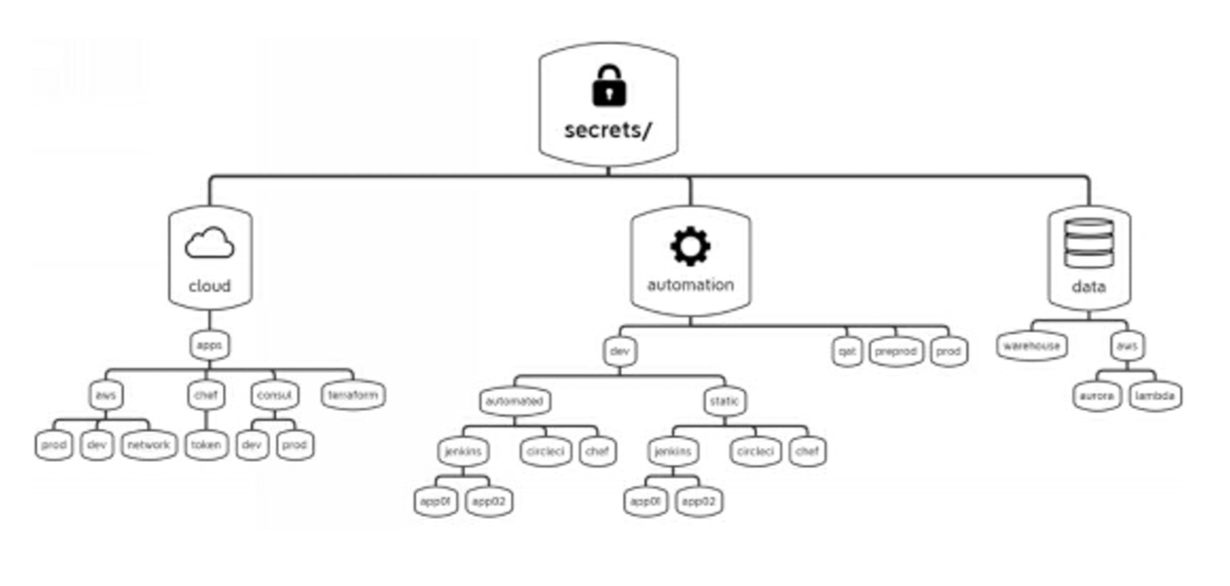 secrets/
cloud
automation
data
apps
dev
qat
preprod
prod
warehouse
aws
aws
chef
consul
terraform
automated
static
aurora
lambda
prod
dev
network
token
dev
prod
jenkins
circleci
chef
jenkins
circleci
chef
app01
app02
app01
app02